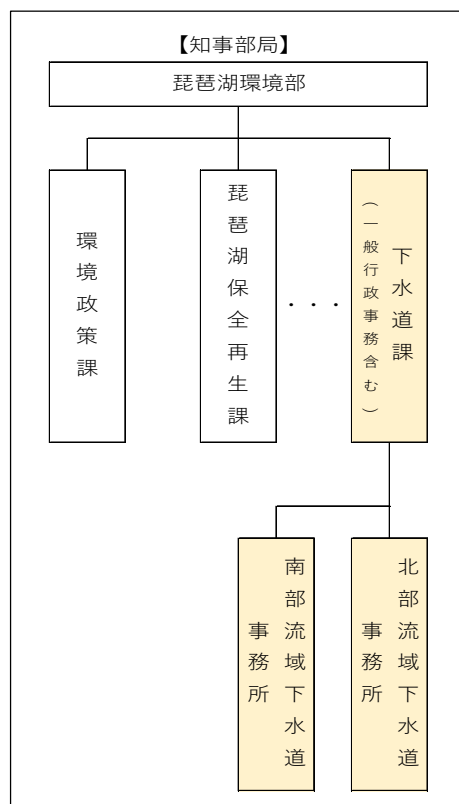 【知事部局】
琵琶湖環境部
環境政策課
琵琶湖保全再生課
・・・
下水道課
（一般行政事務含む）
南部流域下水道
事務所
北部流域下水道
事務所